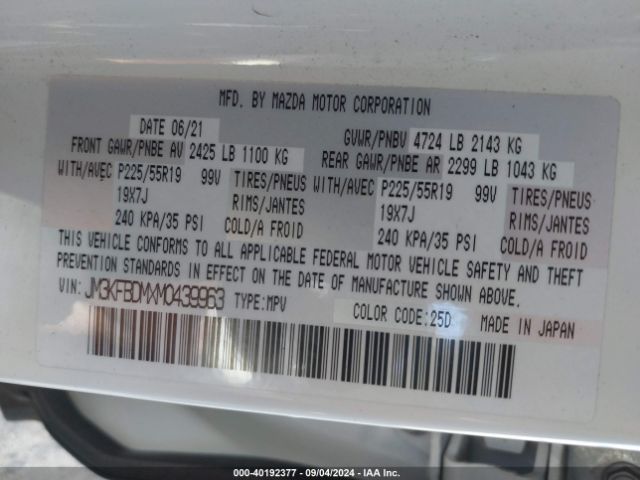 MFD. BY MAZDA MOTOR CORPORATION
DATE 06/21 GVWR/PNBV 4724 LB 2143 KG
FRONT GAWR/PNBE AV 2425 LB 1100 KG REAR GAWR/PNBE AR 2299 LB 1043 KG
WITH/AVEC P225/55R19 99V TIRES/PNEUS WITH/AVEC P225/55R19 99V TIRES/PNEUS
19X7J RIMS/JANTES 19X7J RIMS/JANTES
240 KPA/35 PSI COLD/A FROID 240 KPA/35 PSI COLD/A FROID
THIS VEHICLE CONFORMS TO ALL APPLICABLE FEDERAL MOTOR VEHICLE SAFETY AND THEFT
PREVENTION STANDARDS IN EFFECT ON THE DATE OF MANUFACTURE SHOWN ABOVE.
VIN: JM3KFBDMXM0439963 TYPE:MPV COLOR CODE:25D MADE IN JAPAN
000-40192377 - 09/04/2024 - IAA Inc.